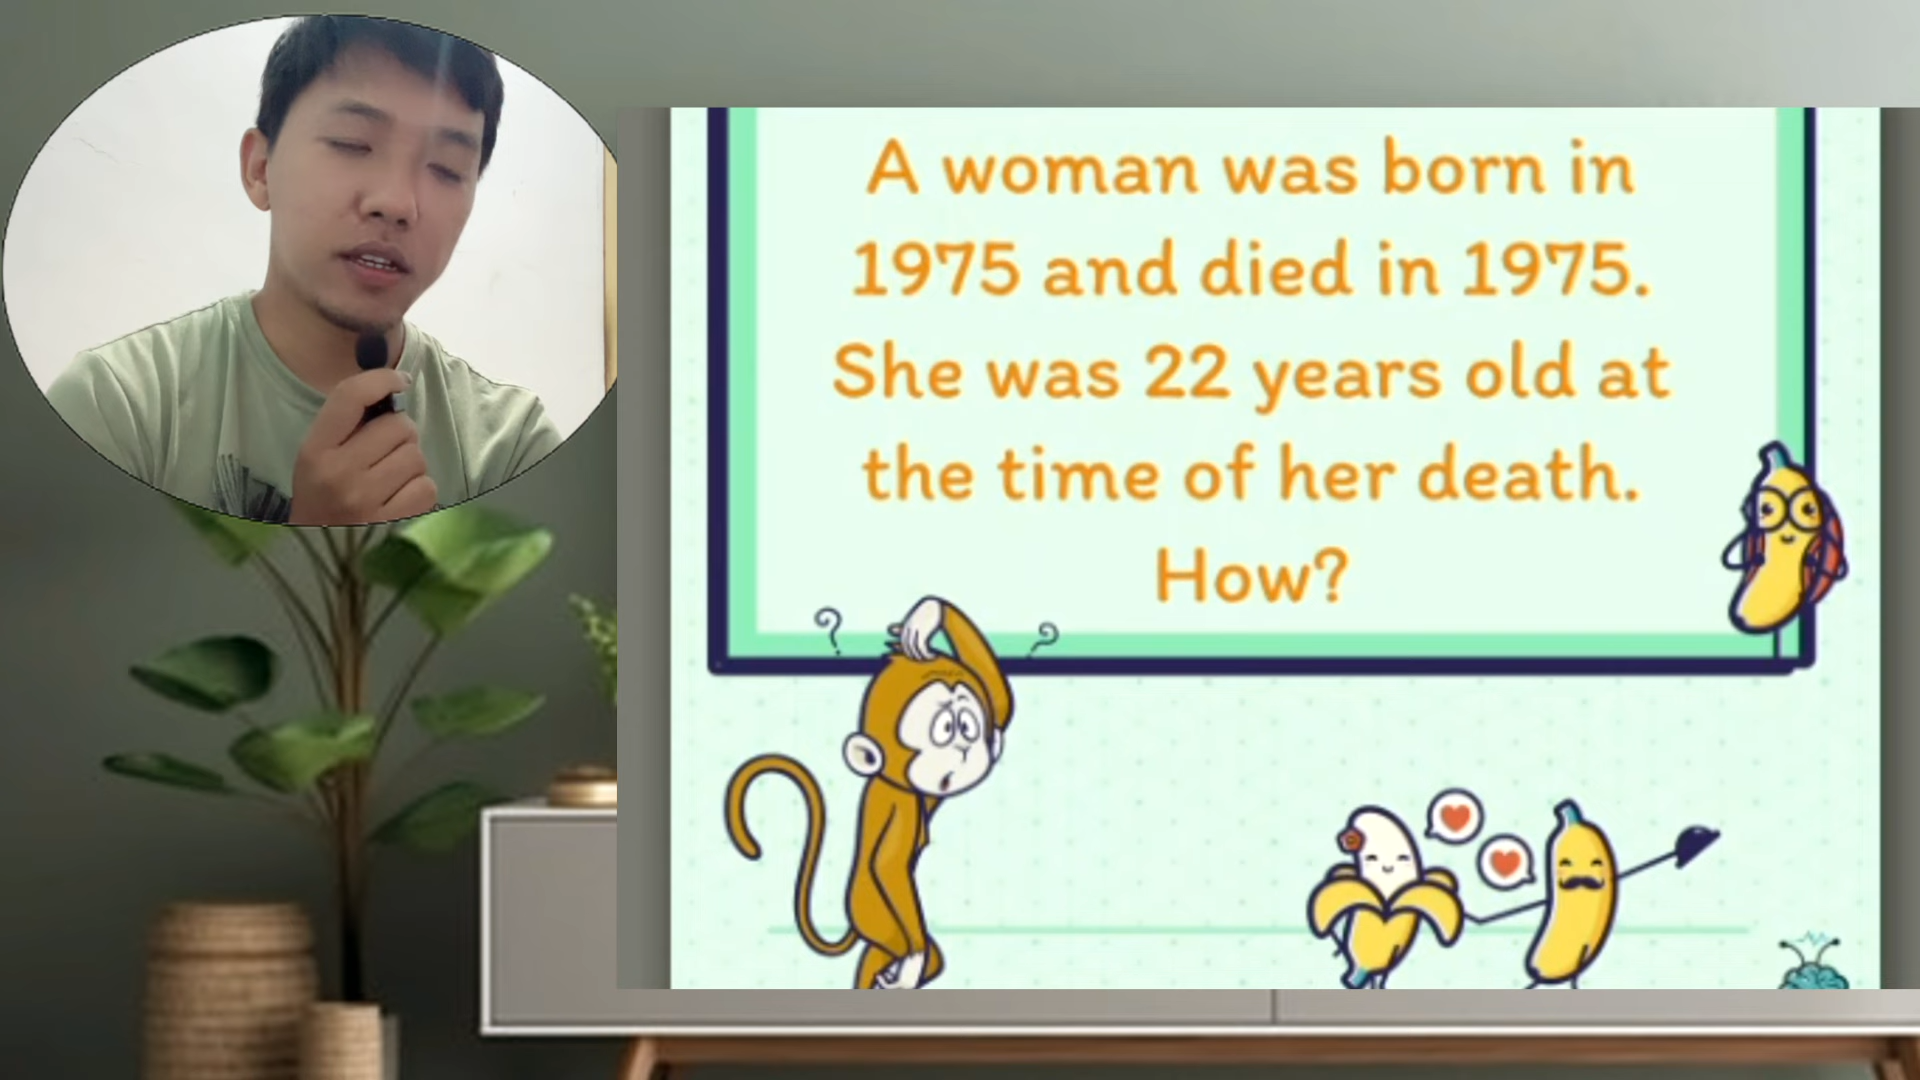 A woman was born in
1975 and died in 1975.
She was 22 years old at
the time of her death.
How?
? ?